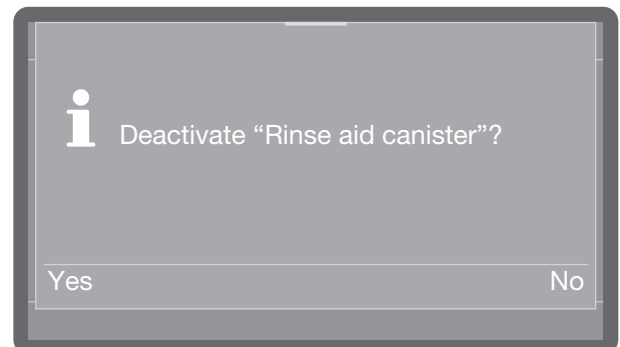 Deactivate “Rinse aid canister”?
Yes No